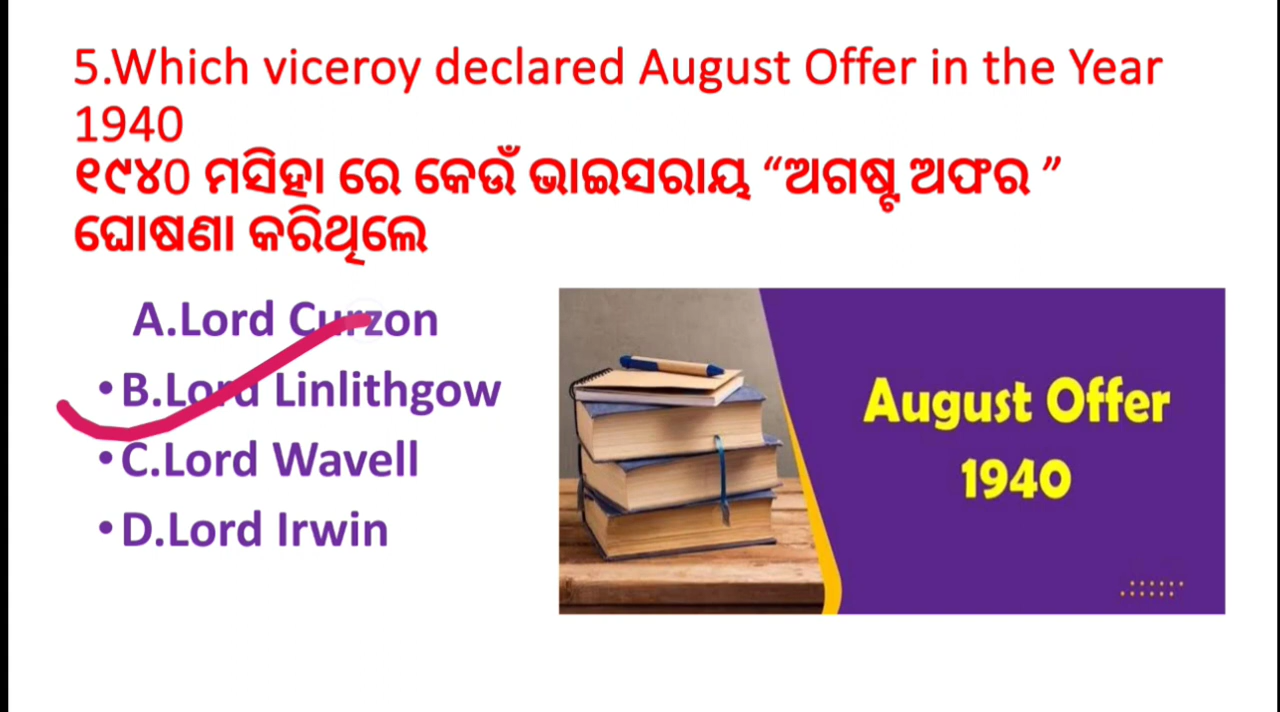 5.Which viceroy declared August Offer in the Year
1940
୧୯୪0 ମସିହା ରେ କେଉଁ ଭାଇସରାୟ “ଅଗଷ୍ଟ ଅଫର ”
ଘୋଷଣା କରିଥିଲେ
A.Lord Curzon
• B.Lord Linlithgow
• C.Lord Wavell
• D.Lord Irwin
August Offer
1940